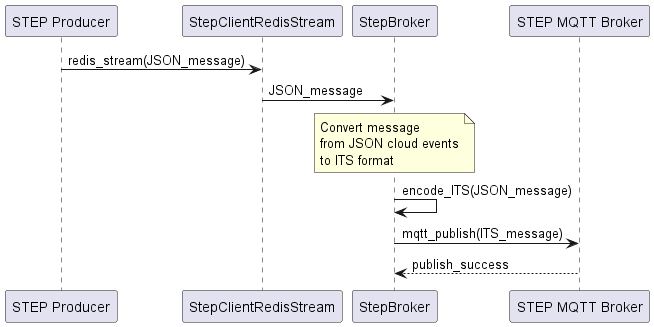 STEP Producer
StepClientRedisStream
StepBroker
STEP MQTT Broker
redis_stream(JSON_message)
JSON_message
Convert message
from JSON cloud events
to ITS format
encode_ITS(JSON_message)
mqtt_publish(ITS_message)
publish_success
STEP Producer
StepClientRedisStream
StepBroker
STEP MQTT Broker